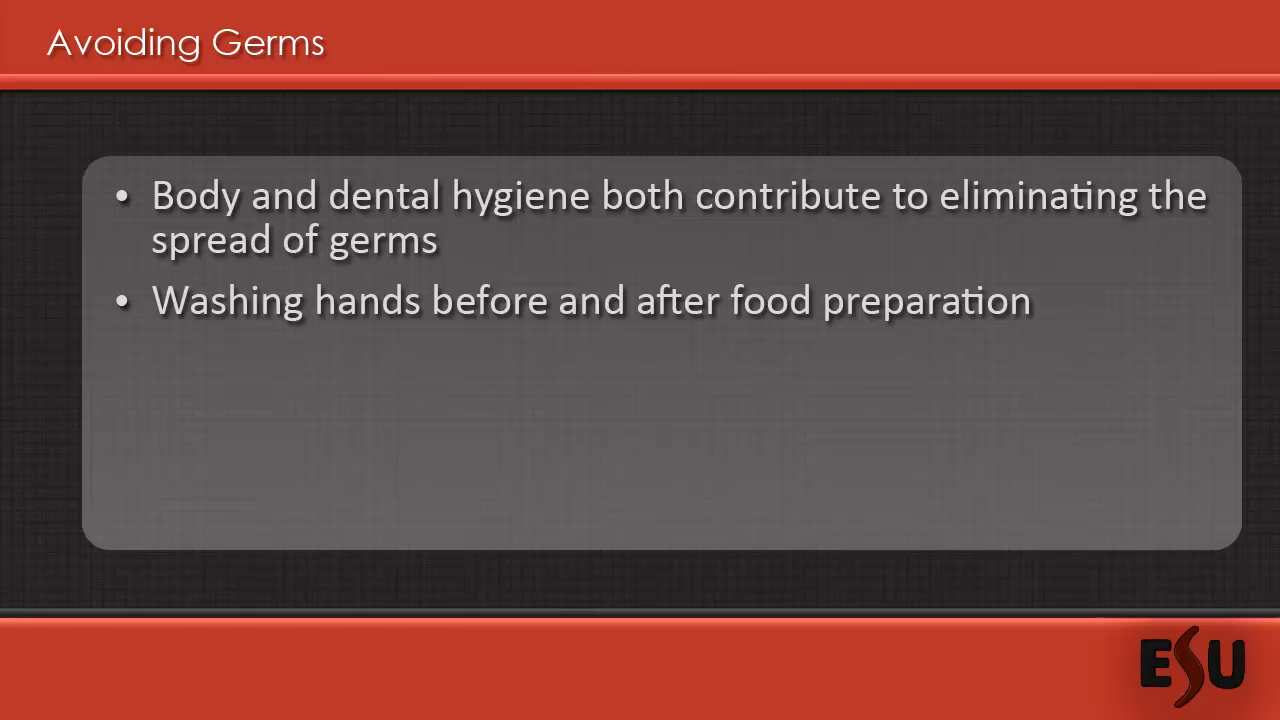 Avoiding Germs
• Body and dental hygiene both contribute to eliminating the
spread of germs
• Washing hands before and after food preparation
ESU